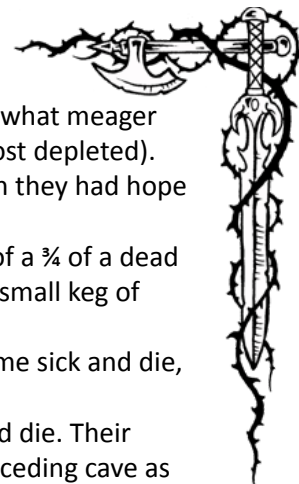 what meager
ost depleted).
n they had hope
of a ¾ of a dead
small keg of
me sick and die,
d die. Their
ceding cave as